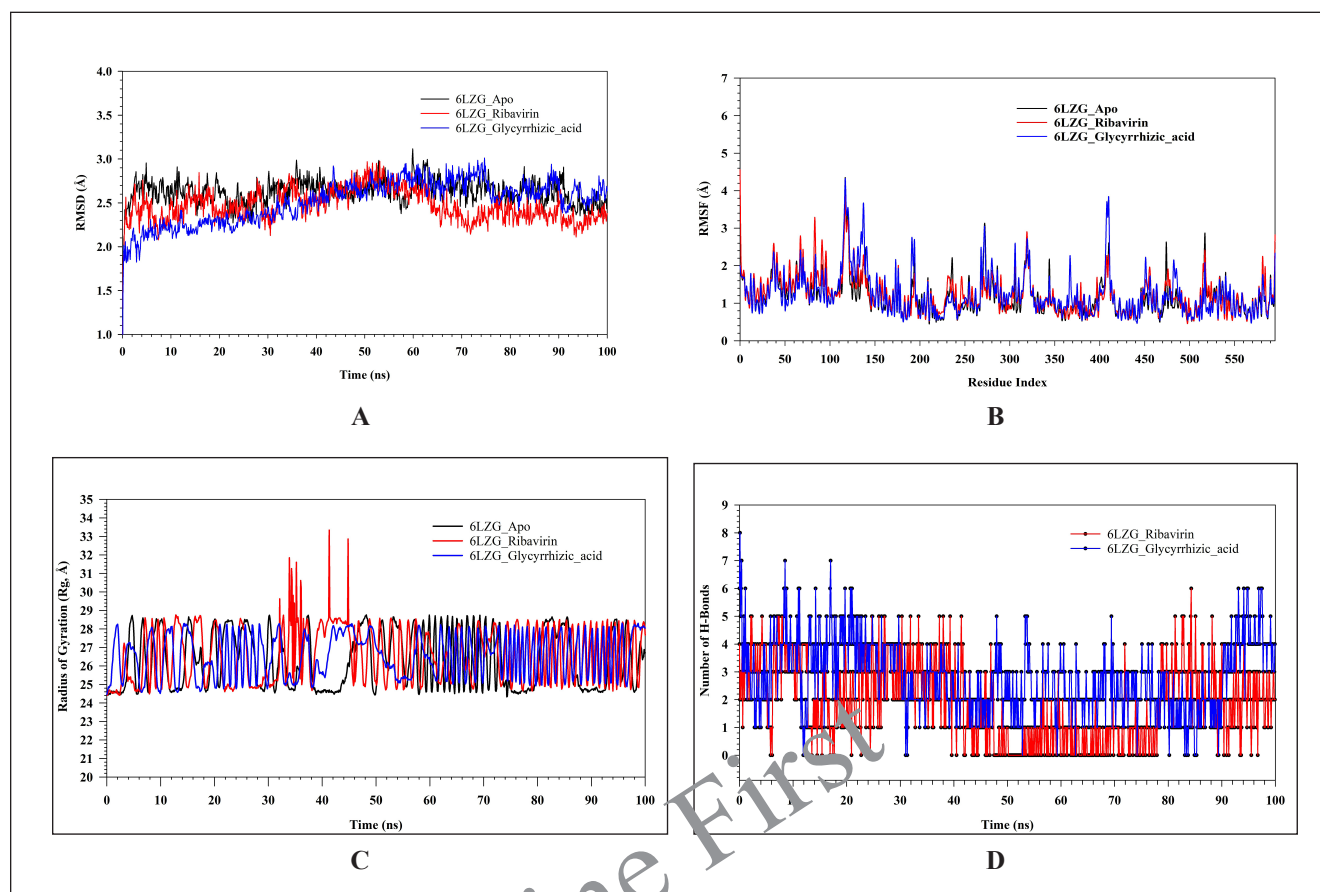 4.0
3.5
3.0
2.5
2.0
1.5
1.0
RMSD (Å)
6LZG_Apo
6LZG_Ribavirin
6LZG_Glycyrrhizic_acid
0 10 20 30 40 50 60 70 80 90 100
Time (ns)
A
7
6
5
4
3
2
1
0
RMSF (Å)
6LZG_Apo
6LZG_Ribavirin
6LZG_Glycyrrhizic_acid
0 50 100 150 200 250 300 350 400 450 500 550
Residue Index
B
35
34
33
32
31
30
29
28
27
26
25
24
23
22
21
20
Radius of Gyration (Rg, Å)
6LZG_Apo
6LZG_Ribavirin
6LZG_Glycyrrhizic_acid
0 10 20 30 40 50 60 70 80 90 100
Time (ns)
C
9
8
7
6
5
4
3
2
1
0
Number of H-Bonds
6LZG_Ribavirin
6LZG_Glycyrrhizic_acid
0 10 20 30 40 50 60 70 80 90 100
Time (ns)
D
First